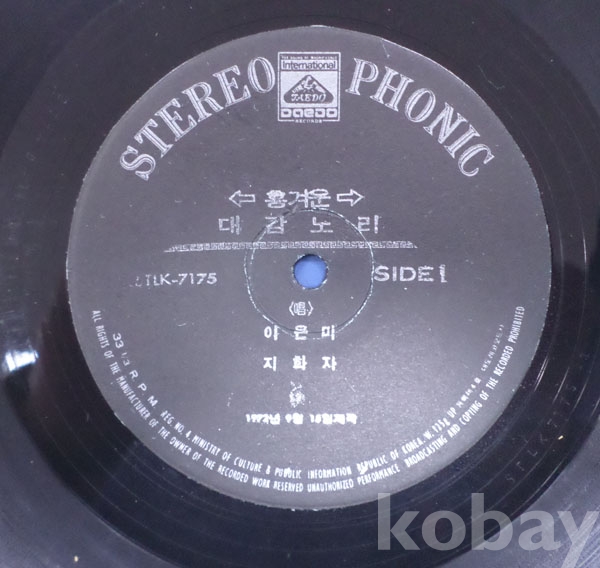 STEREO PHONIC
International
TAEDO
DAEDO
RECORDS
⇦ 흥겨운 ⇨
대감노리
TLK-7175
SIDE 1
(唱)
이은미
지화자
33 1/3 R.P.M.
ALL RIGHTS OF THE MANUFACTURER OF THE OWNER OF THE RECORDED WORK RESERVED UNAUTHORIZED PERFORMANCE BROADCASTING AND COPYING OF THE RECORDED PROHIBITED
REG. NO. 4 MINISTRY OF CULTURE & PUBLIC INFORMATION REPUBLIC OF KOREA.
kobay